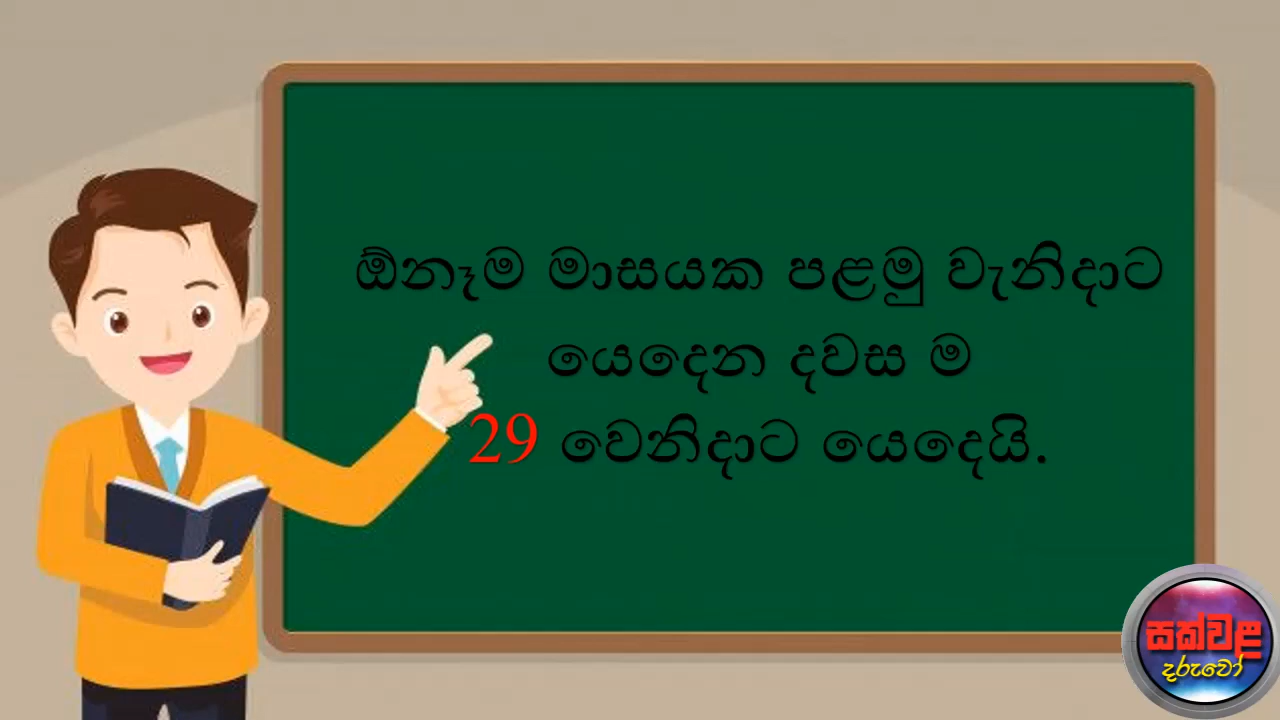 ඕනෑම මාසයක පළමු වැනිදාට
යෙදෙන දවස ම
29 වෙනිදාට යෙදෙයි.
සක්වළ
දරුවෝ